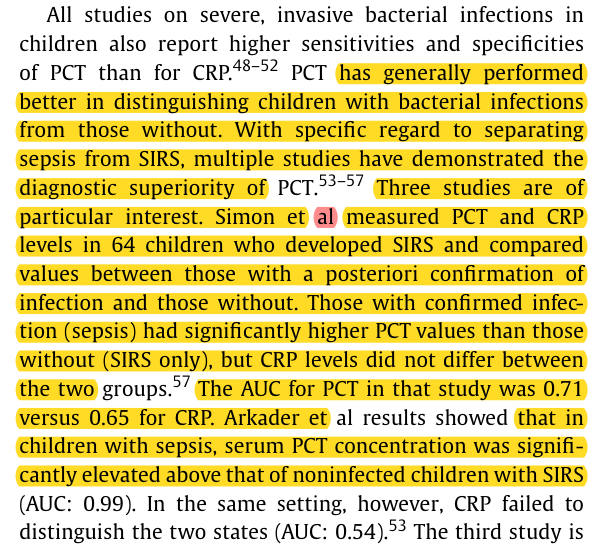 All studies on severe, invasive bacterial infections in
children also report higher sensitivities and specificities
of PCT than for CRP.48–52 PCT has generally performed
better in distinguishing children with bacterial infections
from those without. With specific regard to separating
sepsis from SIRS, multiple studies have demonstrated the
diagnostic superiority of PCT.53–57 Three studies are of
particular interest. Simon et al measured PCT and CRP
levels in 64 children who developed SIRS and compared
values between those with a posteriori confirmation of
infection and those without. Those with confirmed infec-
tion (sepsis) had significantly higher PCT values than those
without (SIRS only), but CRP levels did not differ between
the two groups.57 The AUC for PCT in that study was 0.71
versus 0.65 for CRP. Arkader et al results showed that in
children with sepsis, serum PCT concentration was signifi-
cantly elevated above that of noninfected children with SIRS
(AUC: 0.99). In the same setting, however, CRP failed to
distinguish the two states (AUC: 0.54).53 The third study is